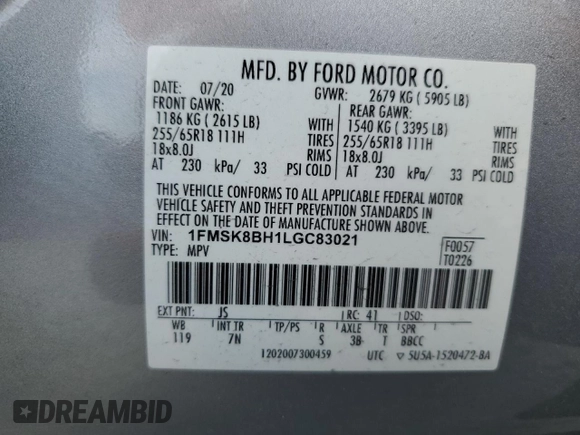 MFD. BY FORD MOTOR CO.
DATE: 07/20 GVWR: 2679 KG ( 5905 LB)
FRONT GAWR: REAR GAWR:
1186 KG ( 2615 LB) WITH 1540 KG ( 3395 LB) WITH
255/65R18 111H TIRES 255/65R18 111H TIRES
18x8.0J RIMS 18x8.0J RIMS
AT 230 kPa/ 33 PSI COLD AT 230 kPa/ 33 PSI COLD
THIS VEHICLE CONFORMS TO ALL APPLICABLE FEDERAL MOTOR
VEHICLE SAFETY AND THEFT PREVENTION STANDARDS IN
EFFECT ON THE DATE OF MANUFACTURE SHOWN ABOVE.
VIN: 1FMSK8BH1LGC83021 F0057
TYPE: MPV T0226
EXT PNT: JS RC: 41 DSO:
WB INT TR TP/PS R AXLE TR SPR
119 7N S 3B T BBCC
1202007300459 UTC ▽ 5U5A-1520472-BA
DREAMBID